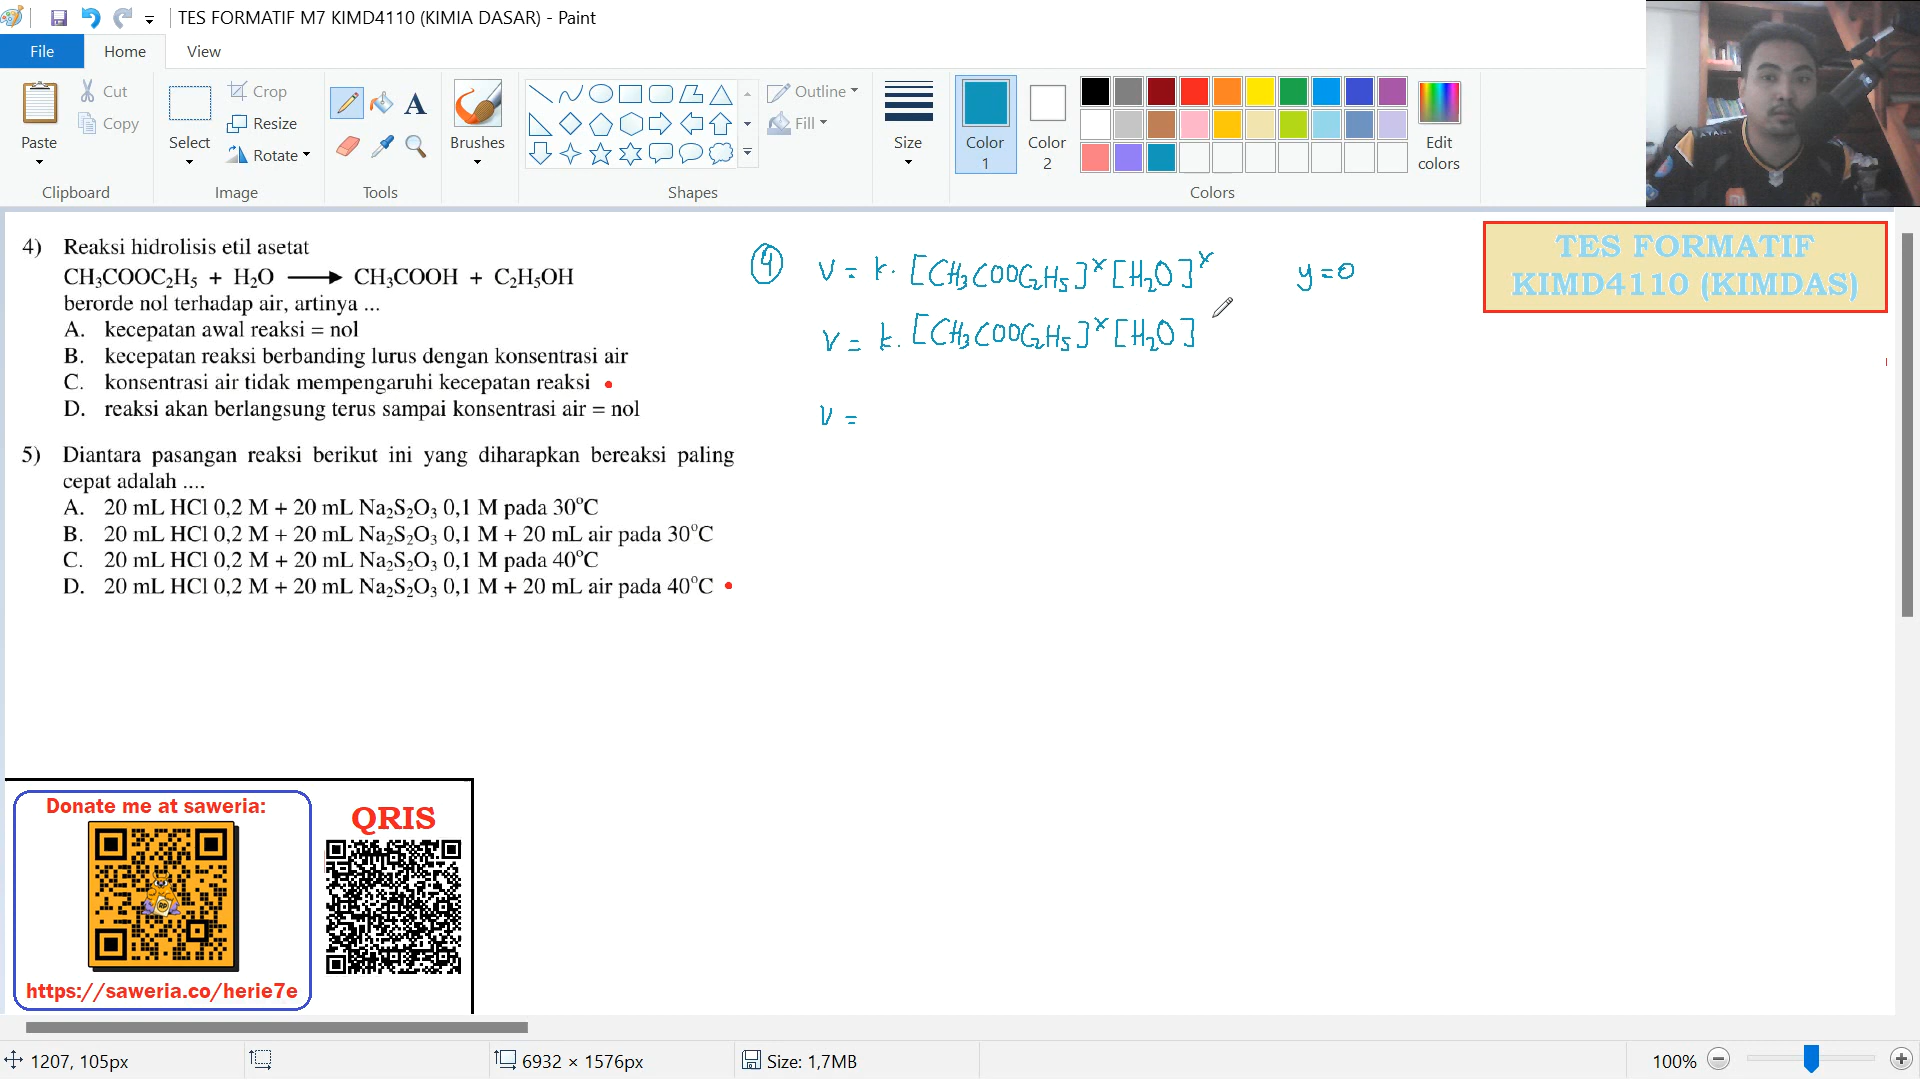 TES FORMATIF M7 KIMD4110 (KIMIA DASAR) - Paint
File Home View
Paste
Cut
Copy
Clipboard
Select
Crop
Resize
Rotate
Image
Tools
Brushes
Shapes
Outline
Fill
Size
Color 1
Color 2
Colors
Edit colors
4) Reaksi hidrolisis etil asetat
CH₃COOC₂H₅ + H₂O ⟶ CH₃COOH + C₂H₅OH
berorde nol terhadap air, artinya ...
A. kecepatan awal reaksi = nol
B. kecepatan reaksi berbanding lurus dengan konsentrasi air
C. konsentrasi air tidak mempengaruhi kecepatan reaksi
D. reaksi akan berlangsung terus sampai konsentrasi air = nol
5) Diantara pasangan reaksi berikut ini yang diharapkan bereaksi paling
cepat adalah ....
A. 20 mL HCl 0,2 M + 20 mL Na₂S₂O₃ 0,1 M pada 30°C
B. 20 mL HCl 0,2 M + 20 mL Na₂S₂O₃ 0,1 M + 20 mL air pada 30°C
C. 20 mL HCl 0,2 M + 20 mL Na₂S₂O₃ 0,1 M pada 40°C
D. 20 mL HCl 0,2 M + 20 mL Na₂S₂O₃ 0,1 M + 20 mL air pada 40°C
4 V = k. [CH₃COOC₂H₅]ˣ [H₂O]ʸ y = 0
V = k. [CH₃COOC₂H₅]ˣ [H₂O]
V =
TES FORMATIF
KIMD4110 (KIMDAS)
Donate me at saweria:
https://saweria.co/herie7e
QRIS
1207, 105px
6932 × 1576px
Size: 1,7MB
100%